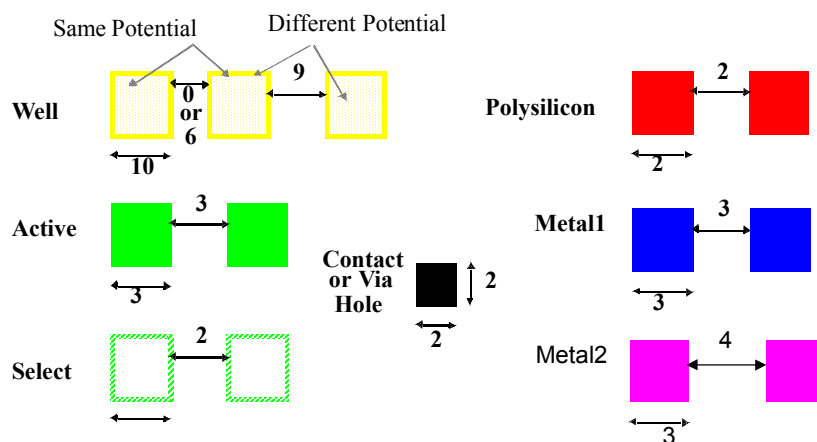 Same Potential
Different Potential
Well
0
or
6
9
10
Polysilicon
2
2
Active
3
3
Metal1
3
3
Contact
or Via
Hole
2
2
Select
2
Metal2
4
3